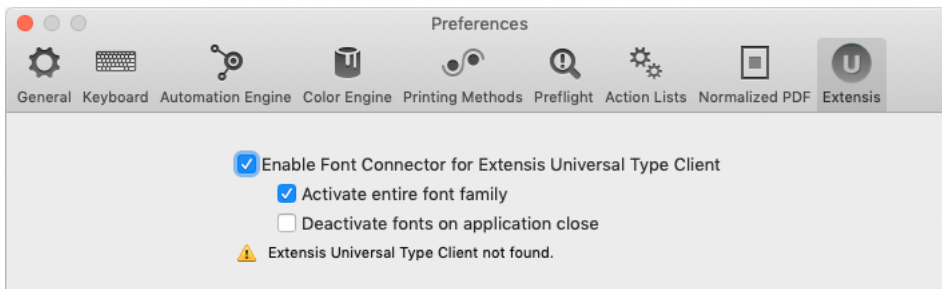 Preferences
General Keyboard Automation Engine Color Engine Printing Methods Preflight Action Lists Normalized PDF Extensis
Enable Font Connector for Extensis Universal Type Client
Activate entire font family
Deactivate fonts on application close
Extensis Universal Type Client not found.